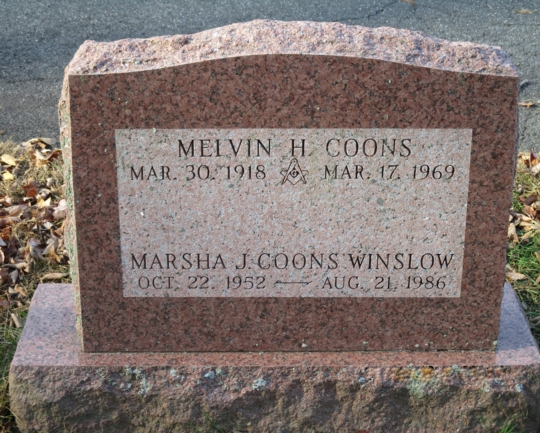 MELVIN H. COONS
MAR. 30. 1918 G MAR. 17. 1969
MARSHA J. COONS WINSLOW
OCT. 22. 1952 — AUG. 21. 1986